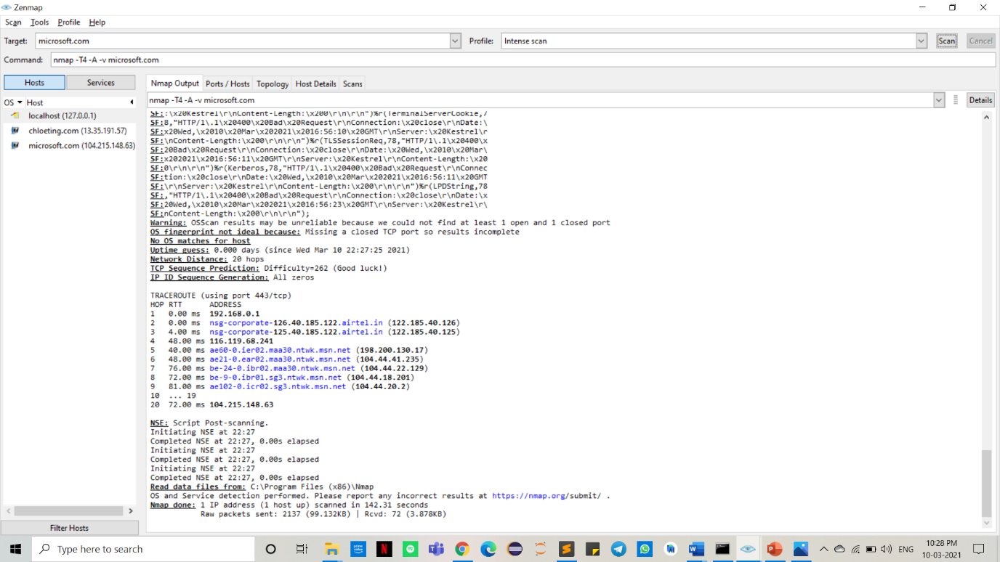 Zenmap
Scan Tools Profile Help
Target: microsoft.com Profile: Intense scan Scan Cancel
Command: nmap -T4 -A -v microsoft.com
Hosts Services
OS Host
localhost (127.0.0.1)
chloeting.com (13.35.191.57)
microsoft.com (104.215.148.63)
Filter Hosts
Nmap Output Ports / Hosts Topology Host Details Scans
nmap -T4 -A -v microsoft.com Details
SF::\x20Kestrel\r\nContent-Length:\x200\r\n\r\n")%r(TerminalServerCookie,7
SF:8,"HTTP/1\.1\x20400\x20Bad\x20Request\r\nConnection:\x20close\r\nDate:\
SF:x20Wed,\x2010\x20Mar\x202021\x2016:56:10\x20GMT\r\nServer:\x20Kestrel\r
SF:\nContent-Length:\x200\r\n\r\n")%r(TLSSessionReq,78,"HTTP/1\.1\x20400\x
SF:20Bad\x20Request\r\nConnection:\x20close\r\nDate:\x20Wed,\x2010\x20Mar\
SF:x202021\x2016:56:11\x20GMT\r\nServer:\x20Kestrel\r\nContent-Length:\x20
SF:0\r\n\r\n")%r(Kerberos,78,"HTTP/1\.1\x20400\x20Bad\x20Request\r\nConnec
SF:tion:\x20close\r\nDate:\x20Wed,\x2010\x20Mar\x202021\x2016:56:11\x20GMT
SF:\r\nServer:\x20Kestrel\r\nContent-Length:\x200\r\n\r\n")%r(LPDString,78
SF:,"HTTP/1\.1\x20400\x20Bad\x20Request\r\nConnection:\x20close\r\nDate:\x
SF:20Wed,\x2010\x20Mar\x202021\x2016:56:23\x20GMT\r\nServer:\x20Kestrel\r\
SF:nContent-Length:\x200\r\n\r\n");
Warning: OSScan results may be unreliable because we could not find at least 1 open and 1 closed port
OS fingerprint not ideal because: Missing a closed TCP port so results incomplete
No OS matches for host
Uptime guess: 0.000 days (since Wed Mar 10 22:27:25 2021)
Network Distance: 20 hops
TCP Sequence Prediction: Difficulty=262 (Good luck!)
IP ID Sequence Generation: All zeros
TRACEROUTE (using port 443/tcp)
HOP RTT ADDRESS
1 0.00 ms 192.168.0.1
2 0.00 ms nsg-corporate-126.40.185.122.airtel.in (122.185.40.126)
3 4.00 ms nsg-corporate-125.40.185.122.airtel.in (122.185.40.125)
4 48.00 ms 116.119.68.241
5 40.00 ms ae60-0.ier02.maa30.ntwk.msn.net (198.200.130.17)
6 48.00 ms ae21-0.ear02.maa30.ntwk.msn.net (104.44.41.235)
7 76.00 ms be-24-0.ibr02.maa30.ntwk.msn.net (104.44.22.129)
8 72.00 ms be-9-0.ibr01.sg3.ntwk.msn.net (104.44.18.201)
9 81.00 ms ae102-0.icr02.sg3.ntwk.msn.net (104.44.20.2)
10 ... 19
20 72.00 ms 104.215.148.63
NSE: Script Post-scanning.
Initiating NSE at 22:27
Completed NSE at 22:27, 0.00s elapsed
Initiating NSE at 22:27
Completed NSE at 22:27, 0.00s elapsed
Initiating NSE at 22:27
Completed NSE at 22:27, 0.00s elapsed
Read data files from: C:\Program Files (x86)\Nmap
OS and Service detection performed. Please report any incorrect results at https://nmap.org/submit/ .
Nmap done: 1 IP address (1 host up) scanned in 142.31 seconds
Raw packets sent: 2137 (99.132KB) | Rcvd: 72 (3.878KB)
Type here to search
ENG
10:28 PM
10-03-2021